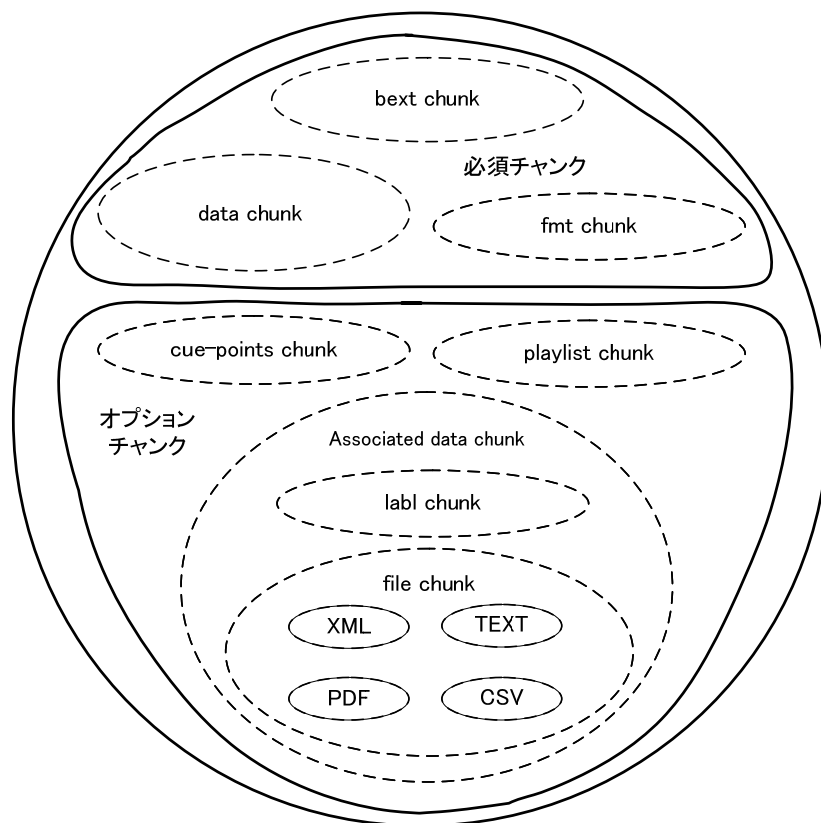 bext chunk
必須チャンク
data chunk
fmt chunk
cue-points chunk
playlist chunk
オプション
チャンク
Associated data chunk
labl chunk
file chunk
XML
TEXT
PDF
CSV